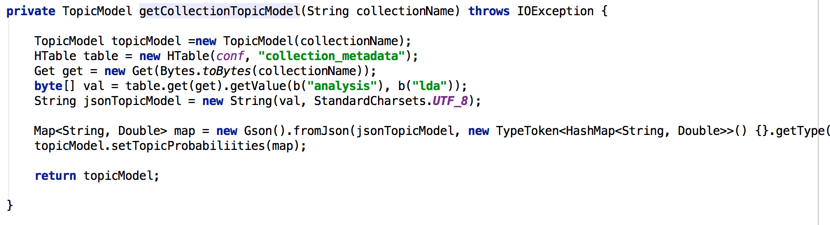 private TopicModel getCollectionTopicModel(String collectionName) throws IOException {
TopicModel topicModel =new TopicModel(collectionName);
HTable table = new HTable(conf, "collection_metadata");
Get get = new Get(Bytes.toBytes(collectionName));
byte[] val = table.get(get).getValue(b("analysis"), b("lda"));
String jsonTopicModel = new String(val, StandardCharsets.UTF_8);
Map<String, Double> map = new Gson().fromJson(jsonTopicModel, new TypeToken<HashMap<String, Double>>() {}.getType(
topicModel.setTopicProbabiliities(map);
return topicModel;
}